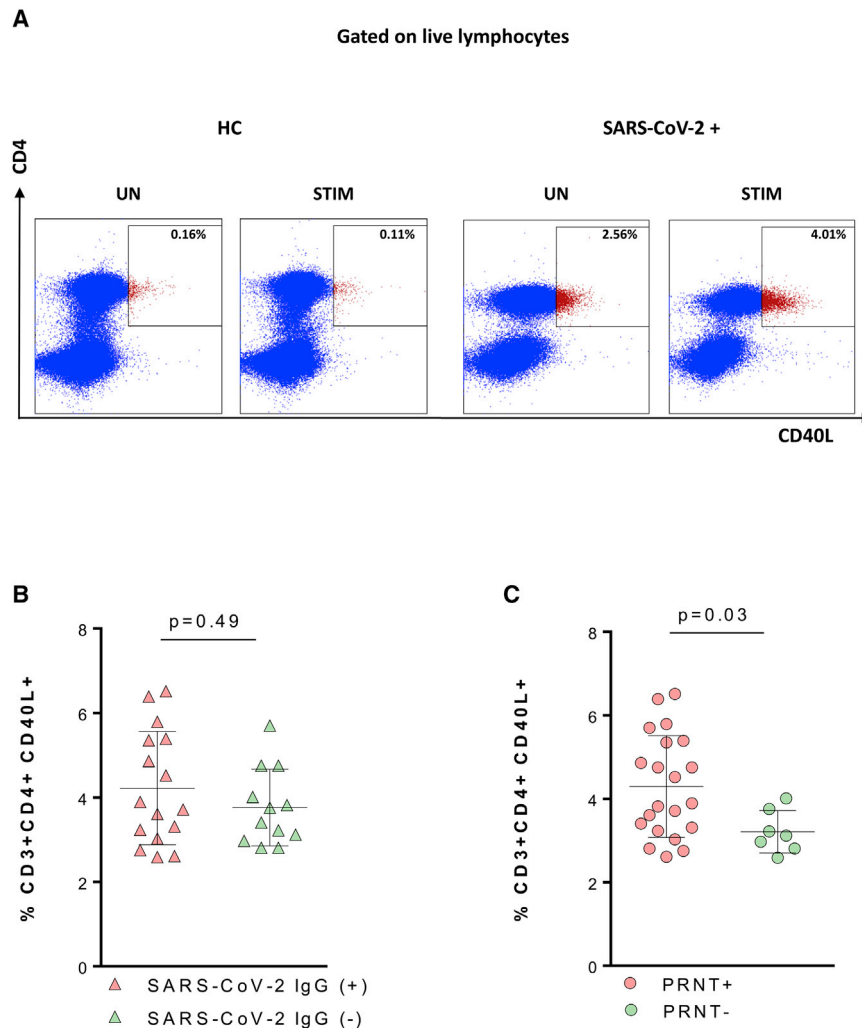 A
Gated on live lymphocytes
HC
SARS-CoV-2 +
CD4
UN
STIM
UN
STIM
0.16%
0.11%
2.56%
4.01%
CD40L
B
p=0.49
8
6
4
2
0
% CD3+CD4+ CD40L+
SARS-CoV-2 IgG (+)
SARS-CoV-2 IgG (-)
C
p=0.03
8
6
4
2
0
% CD3+CD4+ CD40L+
PRNT+
PRNT-